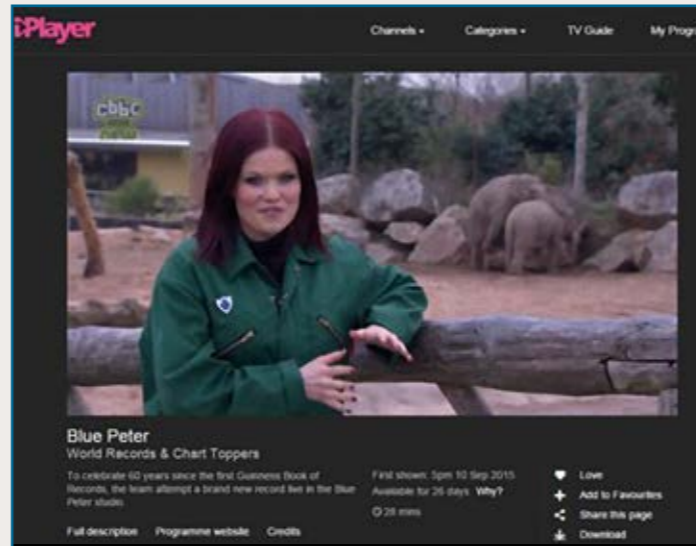 iPlayer
Channels
Categories
TV Guide
My Progr
cbbc
new
Blue Peter
World Records & Chart Toppers
To celebrate 60 years since the first Guinness Book of
Records, the team attempt a brand new record live in the Blue
Peter studio.
First shown: 5pm 10 Sep 2015
Available for 26 days Why?
28 mins
Full description Programme website Credits
Love
Add to Favourites
Share this page
Download